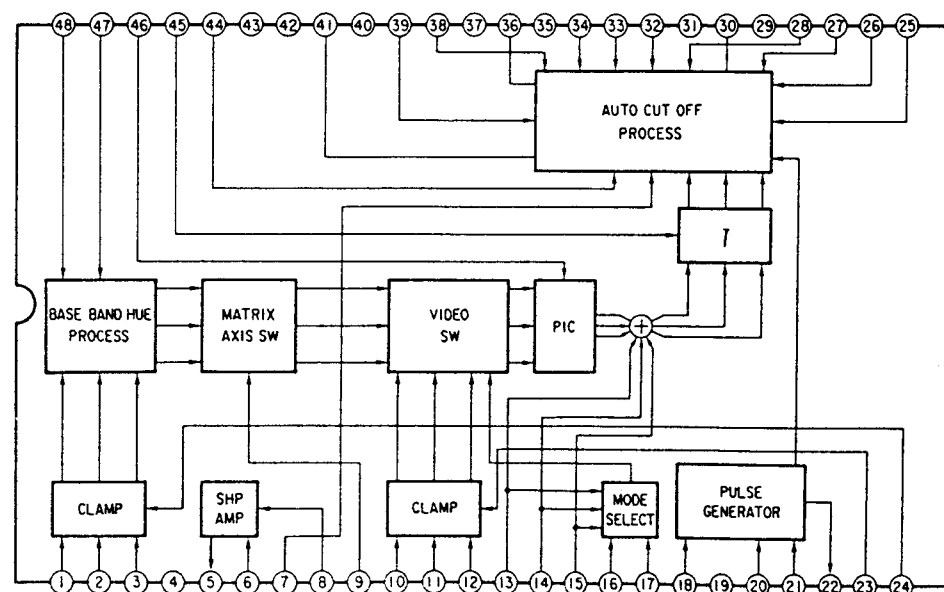 48 47 46 45 44 43 42 41 40 39 38 37 36 35 34 33 32 31 30 29 28 27 26 25
AUTO CUT OFF
PROCESS
γ
BASE BAND HUE
PROCESS
MATRIX
AXIS SW
VIDEO
SW
PIC
+
CLAMP
SHP
AMP
CLAMP
MODE
SELECT
PULSE
GENERATOR
1 2 3 4 5 6 7 8 9 10 11 12 13 14 15 16 17 18 19 20 21 22 23 24